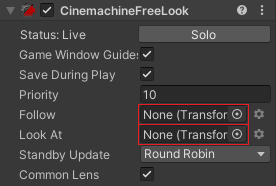 CinemachineFreeLook
Status: Live Solo
Game Window Guides
Save During Play
Priority 10
Follow None (Transfor
Look At None (Transfor
Standby Update Round Robin
Common Lens